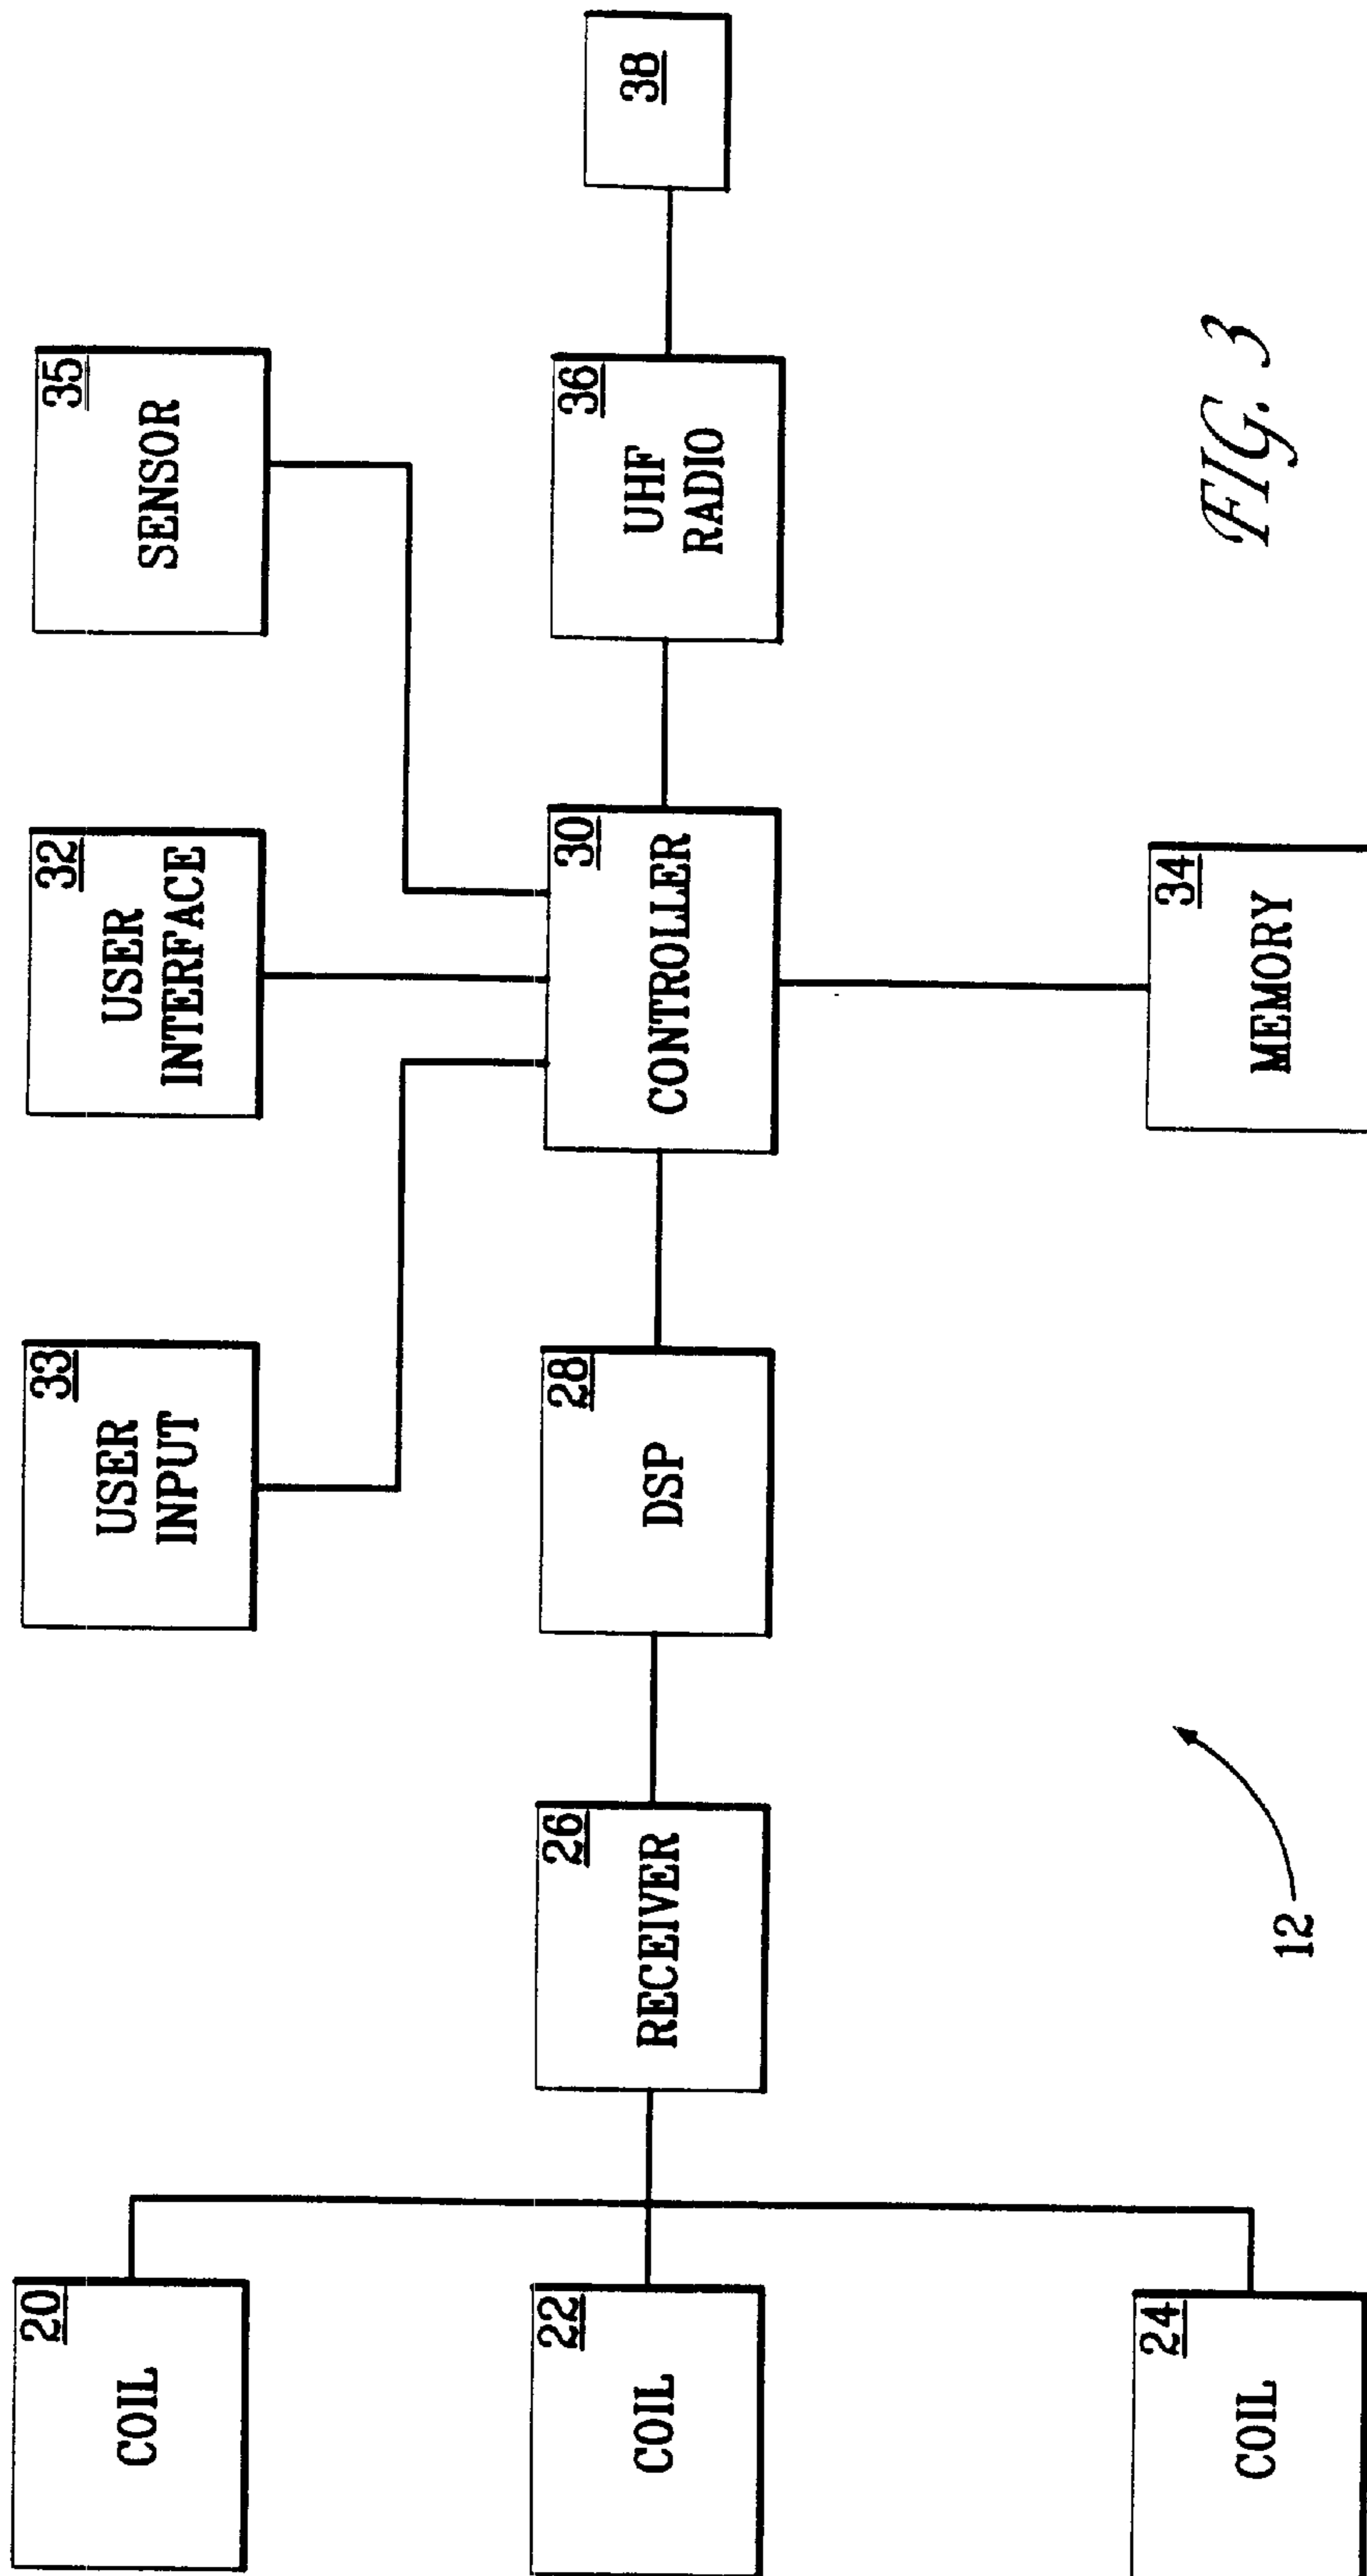 33
USER
INPUT
32
USER
INTERFACE
35
SENSOR
20
COIL
22
COIL
26
RECEIVER
28
DSP
30
CONTROLLER
36
UHF
RADIO
38
24
COIL
12
34
MEMORY
FIG. 3